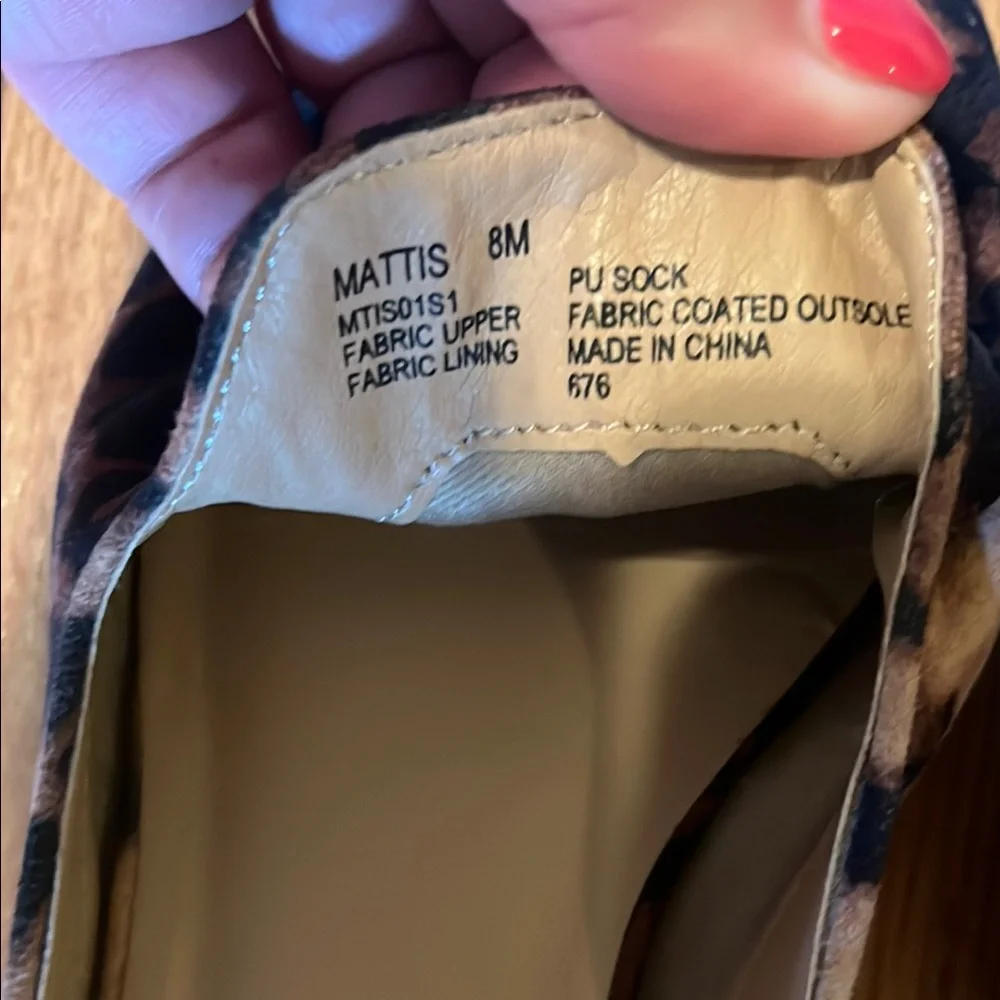 MATTIS 8M
MTIS01S1
FABRIC UPPER
FABRIC LINING
PU SOCK
FABRIC COATED OUTSOLE
MADE IN CHINA
676